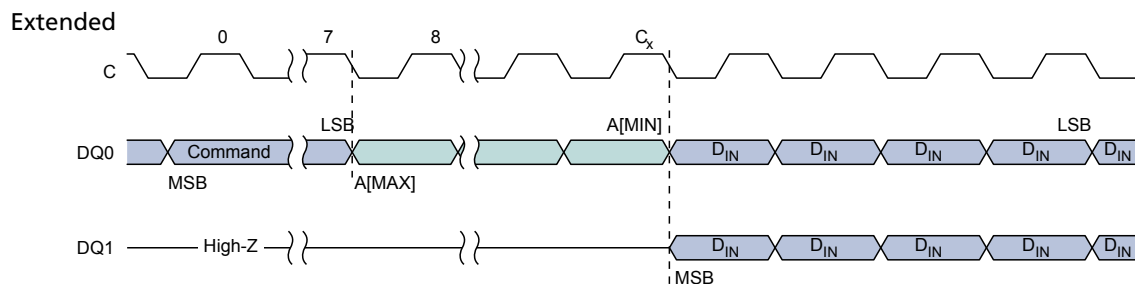 Extended
0 7 8 Cx
C
LSB A[MIN] LSB
DQ0 Command DIN DIN DIN DIN DIN
MSB A[MAX]
DQ1 High-Z DIN DIN DIN DIN DIN
MSB